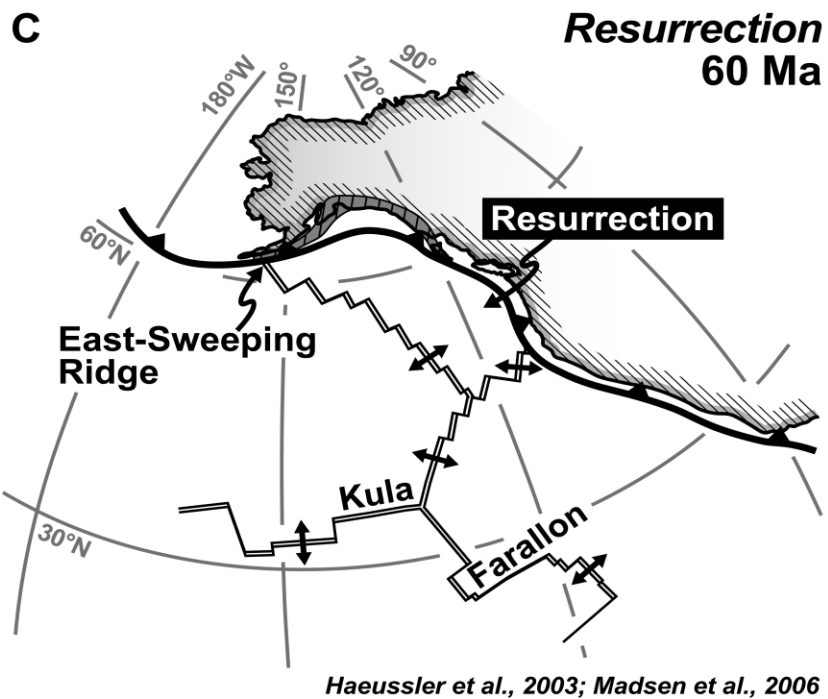 C
Resurrection
60 Ma
180°W
150°
120°
90°
60°N
Resurrection
East-Sweeping
Ridge
Kula
Farallon
30°N
Haeussler et al., 2003; Madsen et al., 2006